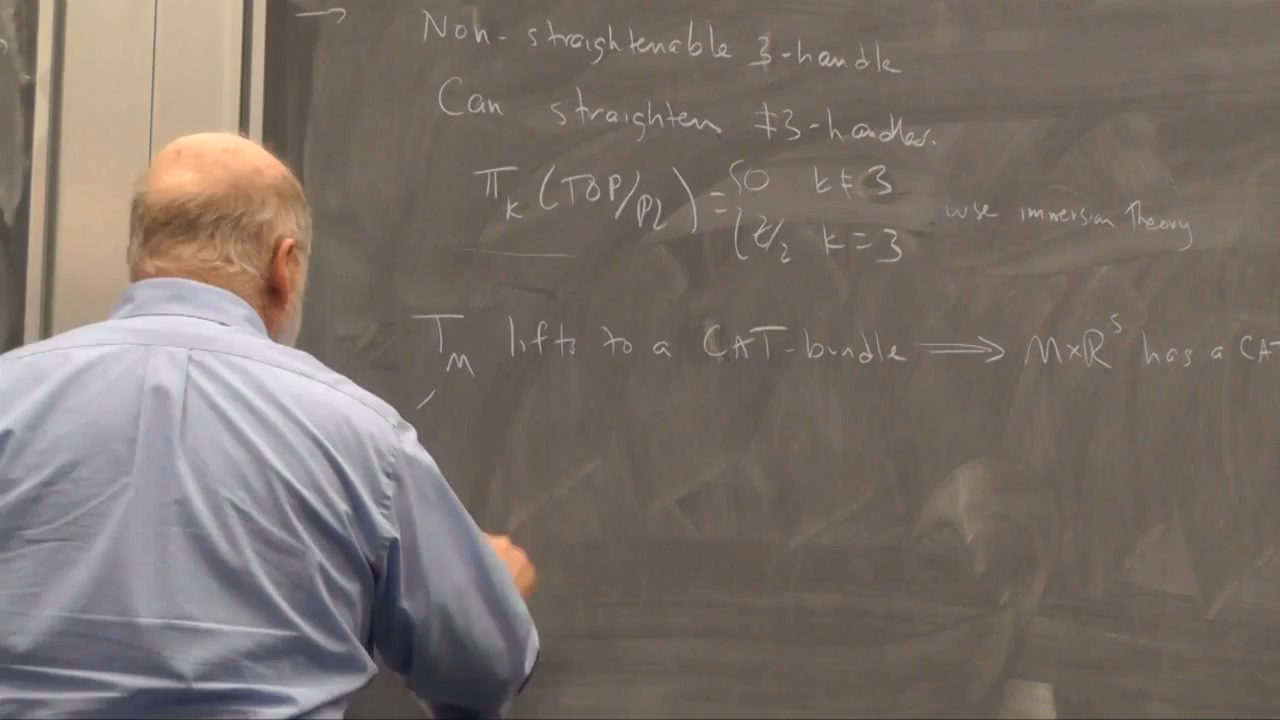 → Non-straightenable 3-handle
Can straighten ≠3-handles.
π_k (TOP/PL) = { 0 k≠3
Z/2 k=3
use immersion Theory
T_M lifts to a CAT-bundle ⟹ M×R^s has a CAT